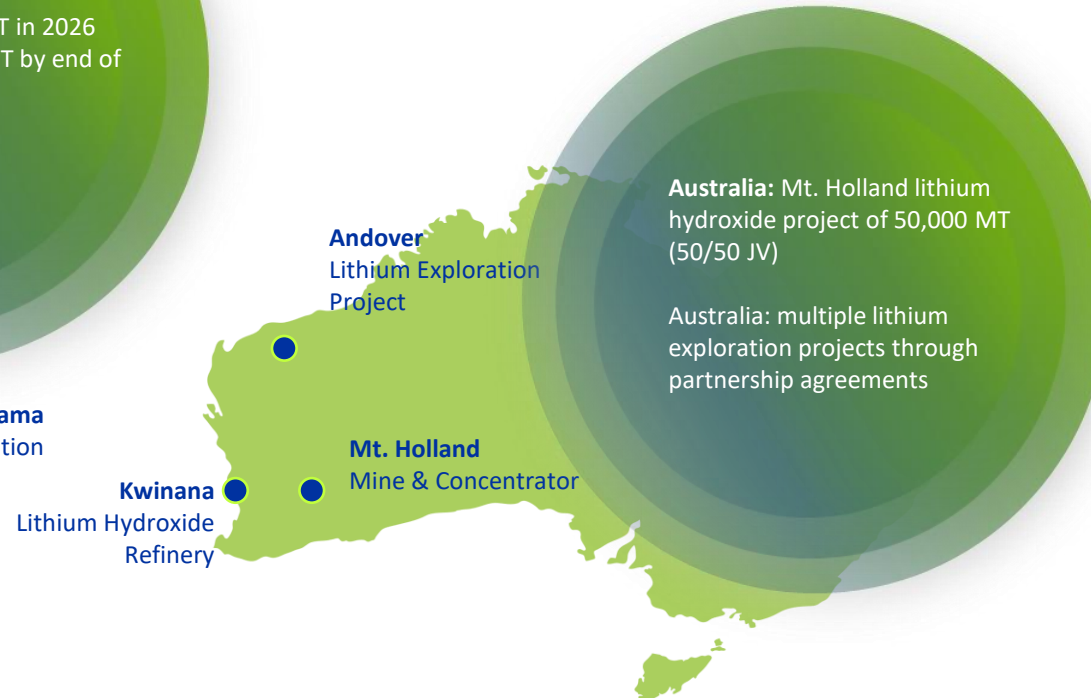 T in 2026
T by end of
Andover
Lithium Exploration
Project
Australia: Mt. Holland lithium
hydroxide project of 50,000 MT
(50/50 JV)
Australia: multiple lithium
exploration projects through
partnership agreements
ama
tion
Mt. Holland
Mine & Concentrator
Kwinana
Lithium Hydroxide
Refinery